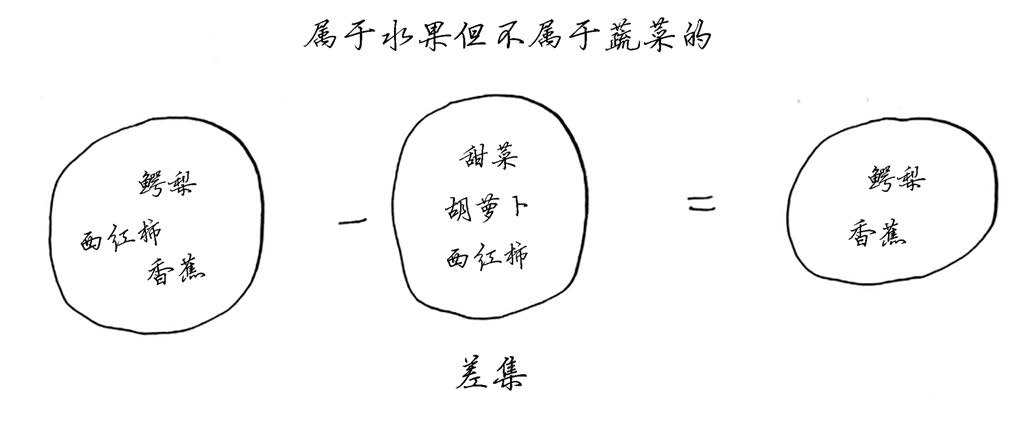 属于水果但不属于蔬菜的
鳄梨
西红柿
香蕉
-
甜菜
胡萝卜
西红柿
=
鳄梨
香蕉
差集